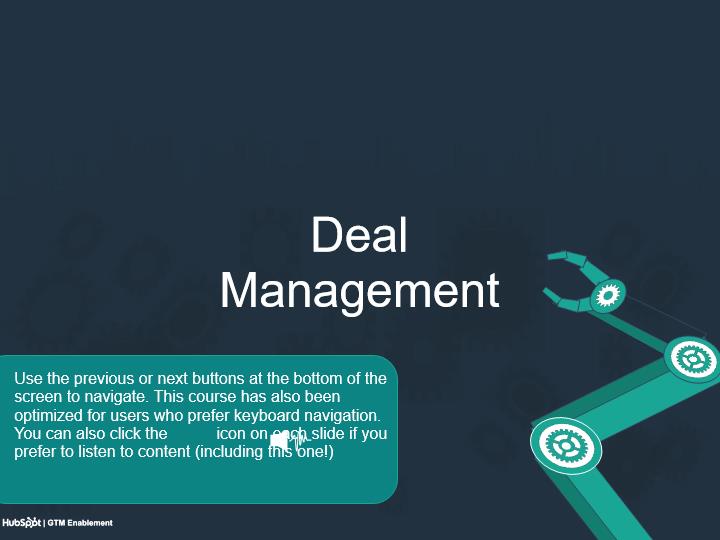 Deal
Management
Use the previous or next buttons at the bottom of the
screen to navigate. This course has also been
optimized for users who prefer keyboard navigation.
You can also click the icon on each slide if you
prefer to listen to content (including this one!)
HubSpot | GTM Enablement